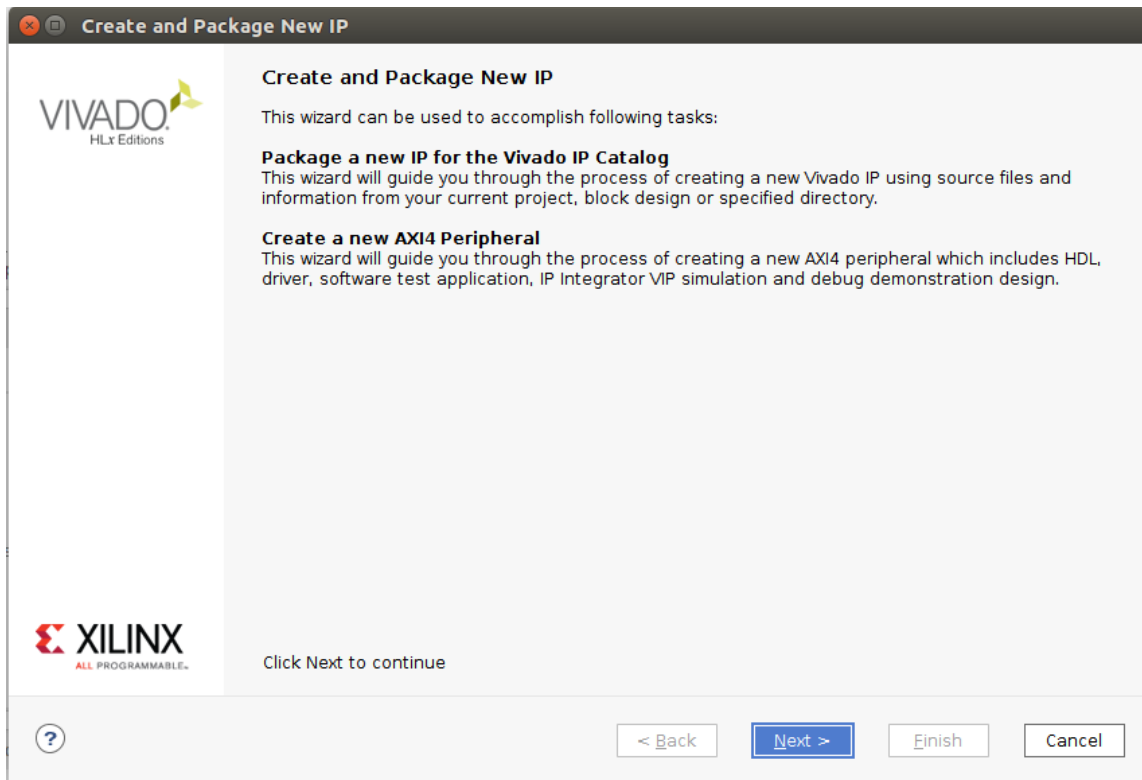 Create and Package New IP
VIVADO.
HLx Editions
Create and Package New IP
This wizard can be used to accomplish following tasks:
Package a new IP for the Vivado IP Catalog
This wizard will guide you through the process of creating a new Vivado IP using source files and
information from your current project, block design or specified directory.
Create a new AXI4 Peripheral
This wizard will guide you through the process of creating a new AXI4 peripheral which includes HDL,
driver, software test application, IP Integrator VIP simulation and debug demonstration design.
XILINX
ALL PROGRAMMABLE™
Click Next to continue
?
< Back
Next >
Finish
Cancel